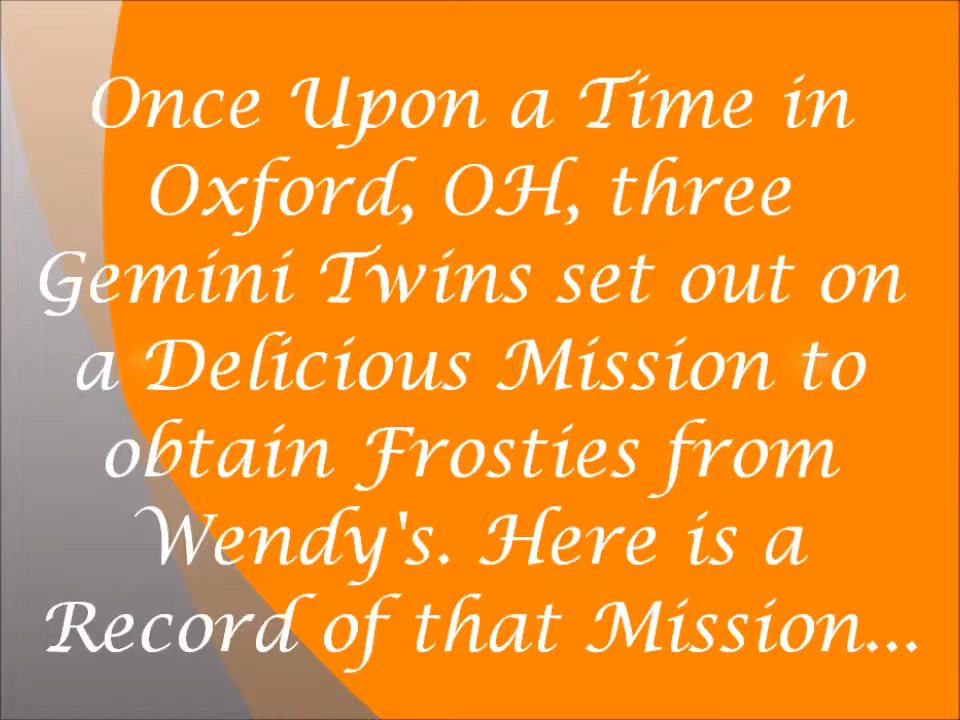 Once Upon a Time in
Oxford, OH, three
Gemini Twins set out on
a Delicious Mission to
obtain Frosties from
Wendy's. Here is a
Record of that Mission...